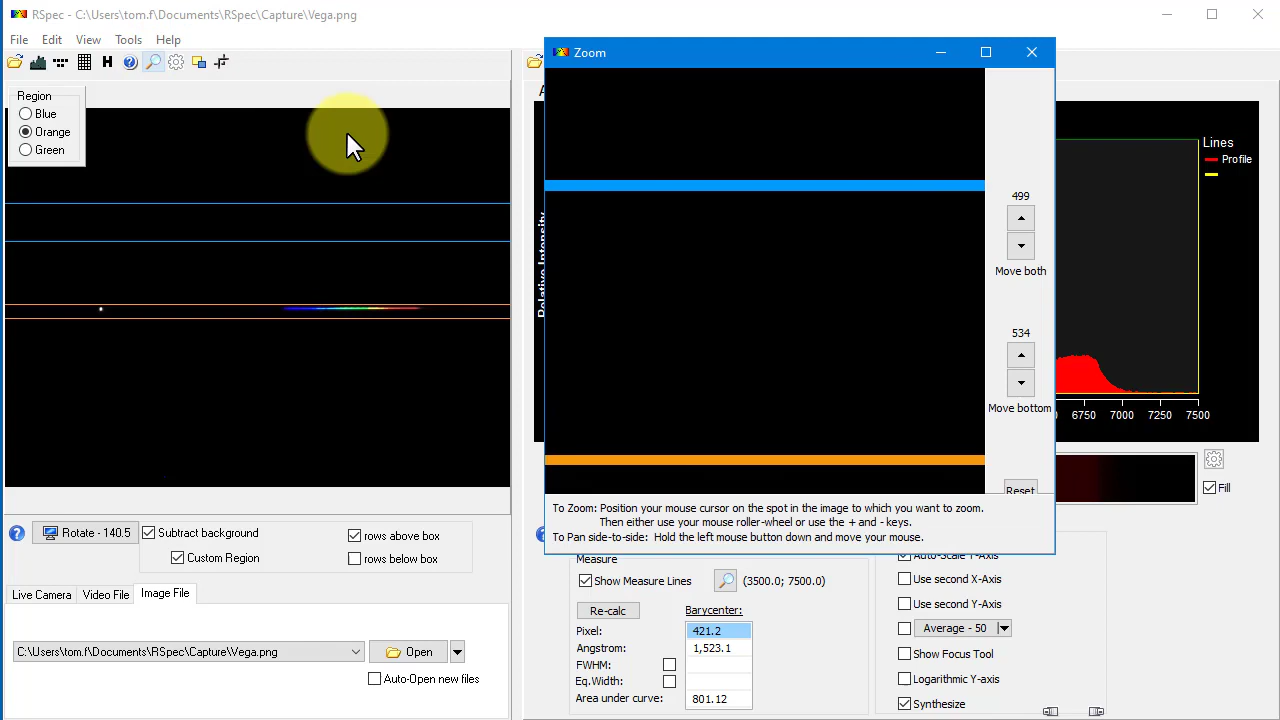 RSpec - C:\Users\tom.f\Documents\RSpec\Capture\Vega.png
File Edit View Tools Help
H
Region
Blue
Orange
Green
Zoom
499
Move both
534
Move bottom
Reset
To Zoom: Position your mouse cursor on the spot in the image to which you want to zoom.
Then either use your mouse roller-wheel or use the + and - keys.
To Pan side-to-side: Hold the left mouse button down and move your mouse.
Relative Intensity
Lines
Profile
6750 7000 7250 7500
Fill
Rotate - 140.5
Subtract background
Custom Region
rows above box
rows below box
Live Camera Video File Image File
C:\Users\tom.f\Documents\RSpec\Capture\Vega.png
Open
Auto-Open new files
Measure
Show Measure Lines
(3500.0; 7500.0)
Re-calc
Barycenter:
Pixel: 421.2
Angstrom: 1,523.1
FWHM:
Eq.Width:
Area under curve: 801.12
Auto-Scale Y-Axis
Use second X-Axis
Use second Y-Axis
Average - 50
Show Focus Tool
Logarithmic Y-axis
Synthesize